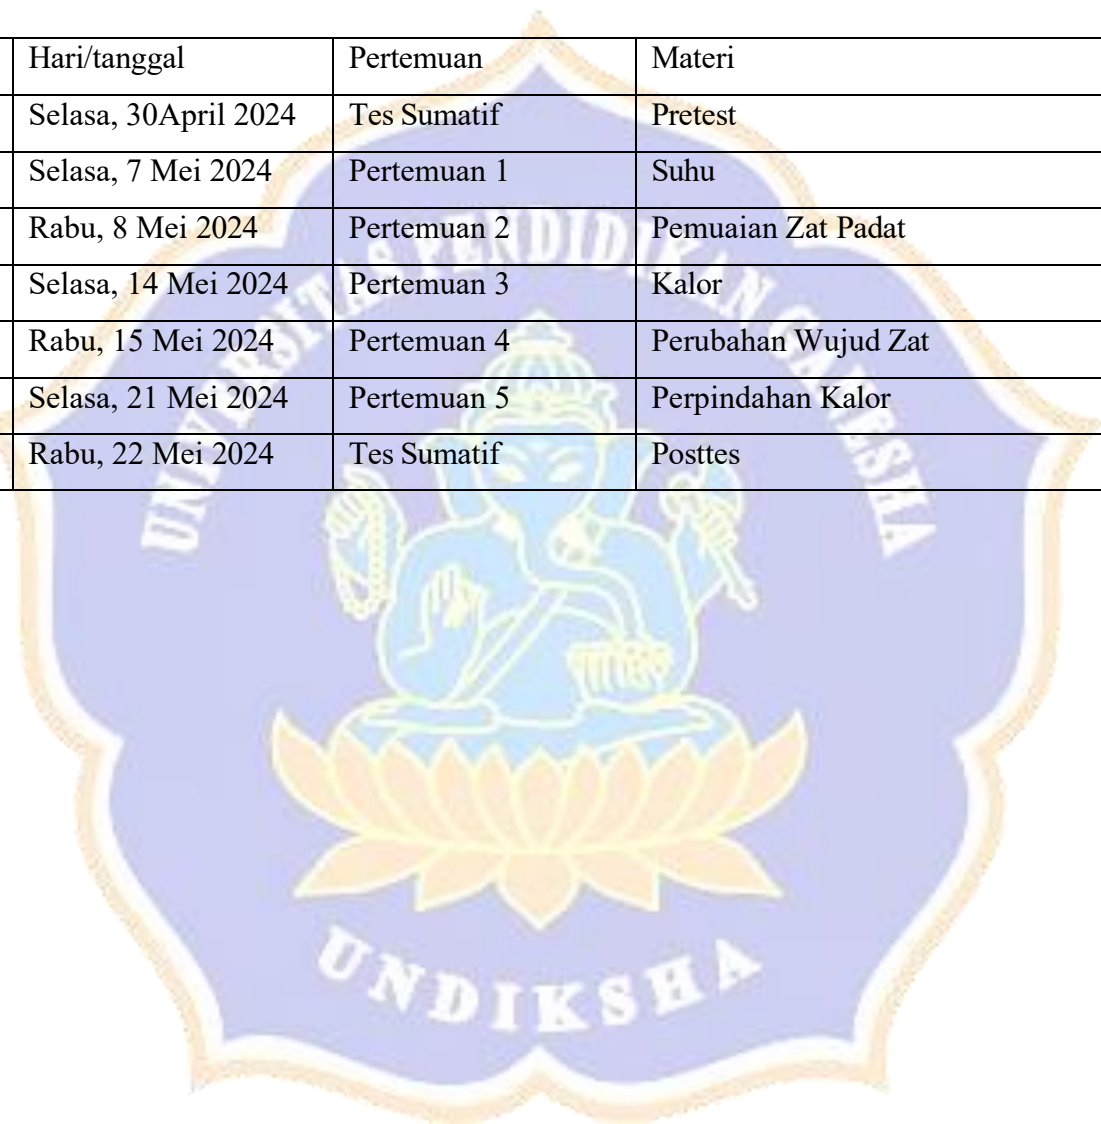 Hari/tanggal Pertemuan Materi
Selasa, 30April 2024 Tes Sumatif Pretest
Selasa, 7 Mei 2024 Pertemuan 1 Suhu
Rabu, 8 Mei 2024 Pertemuan 2 Pemuaian Zat Padat
Selasa, 14 Mei 2024 Pertemuan 3 Kalor
Rabu, 15 Mei 2024 Pertemuan 4 Perubahan Wujud Zat
Selasa, 21 Mei 2024 Pertemuan 5 Perpindahan Kalor
Rabu, 22 Mei 2024 Tes Sumatif Posttes
UNIVERSITAS PENDIDIKAN GANESHA
UNDIKSHA